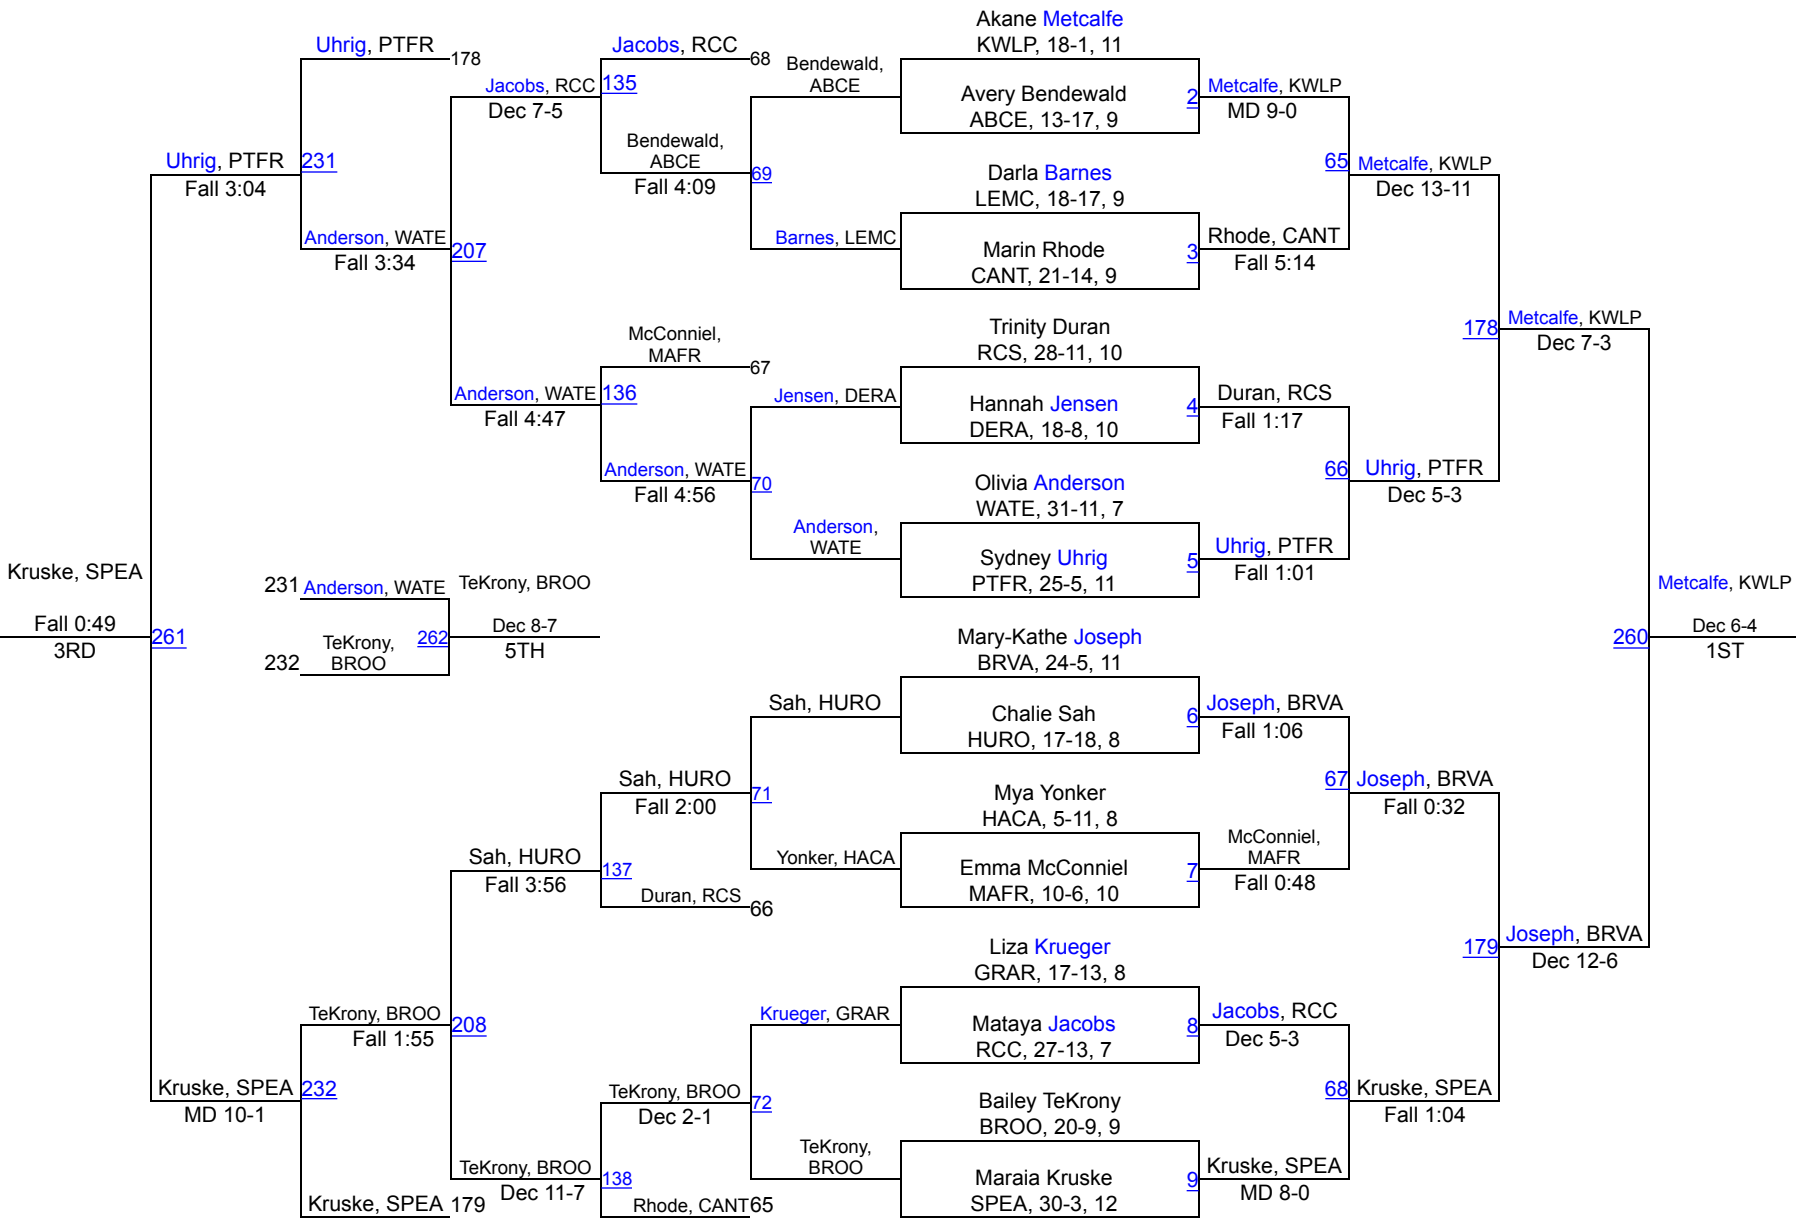 Akane Metcalfe
KWLP, 18-1, 11
Avery Bendewald
ABCE, 13-17, 9
2
Darla Barnes
LEMC, 18-17, 9
Marin Rhode
CANT, 21-14, 9
3
Trinity Duran
RCS, 28-11, 10
Hannah Jensen
DERA, 18-8, 10
4
Olivia Anderson
WATE, 31-11, 7
Sydney Uhrig
PTFR, 25-5, 11
5
Mary-Kathe Joseph
BRVA, 24-5, 11
Chalie Sah
HURO, 17-18, 8
6
Mya Yonker
HACA, 5-11, 8
Emma McConniel
MAFR, 10-6, 10
7
Liza Krueger
GRAR, 17-13, 8
Mataya Jacobs
RCC, 27-13, 7
8
Bailey TeKrony
BROO, 20-9, 9
Maraia Kruske
SPEA, 30-3, 12
9
Metcalfe, KWLP
MD 9-0
65
Rhode, CANT
Fall 5:14
Duran, RCS
Fall 1:17
66
Uhrig, PTFR
Fall 1:01
Joseph, BRVA
Fall 1:06
67
McConniel,
MAFR
Fall 0:48
Jacobs, RCC
Dec 5-3
68
Kruske, SPEA
MD 8-0
Metcalfe, KWLP
Dec 13-11
178
Uhrig, PTFR
Dec 5-3
Joseph, BRVA
Fall 0:32
179
Kruske, SPEA
Fall 1:04
Metcalfe, KWLP
Dec 7-3
260
Joseph, BRVA
Dec 12-6
Metcalfe, KWLP
Dec 6-4
1ST
Bendewald,
ABCE
69
Barnes, LEMC
Jensen, DERA
70
Anderson,
WATE
Sah, HURO
71
Yonker, HACA
Krueger, GRAR
72
TeKrony,
BROO
Jacobs, RCC
68
135
Bendewald,
ABCE
Fall 4:09
McConniel,
MAFR
67
136
Anderson, WATE
Fall 4:56
Sah, HURO
Fall 2:00
137
Duran, RCS
66
TeKrony, BROO
Dec 2-1
138
Rhode, CANT
65
Jacobs, RCC
Dec 7-5
207
Anderson, WATE
Fall 4:47
Sah, HURO
Fall 3:56
208
TeKrony, BROO
Dec 11-7
Uhrig, PTFR
178
231
Anderson, WATE
Fall 3:34
TeKrony, BROO
Fall 1:55
232
Kruske, SPEA
179
Uhrig, PTFR
Fall 3:04
261
Kruske, SPEA
MD 10-1
Kruske, SPEA
Fall 0:49
3RD
231
Anderson, WATE
262
232
TeKrony,
BROO
TeKrony, BROO
Dec 8-7
5TH